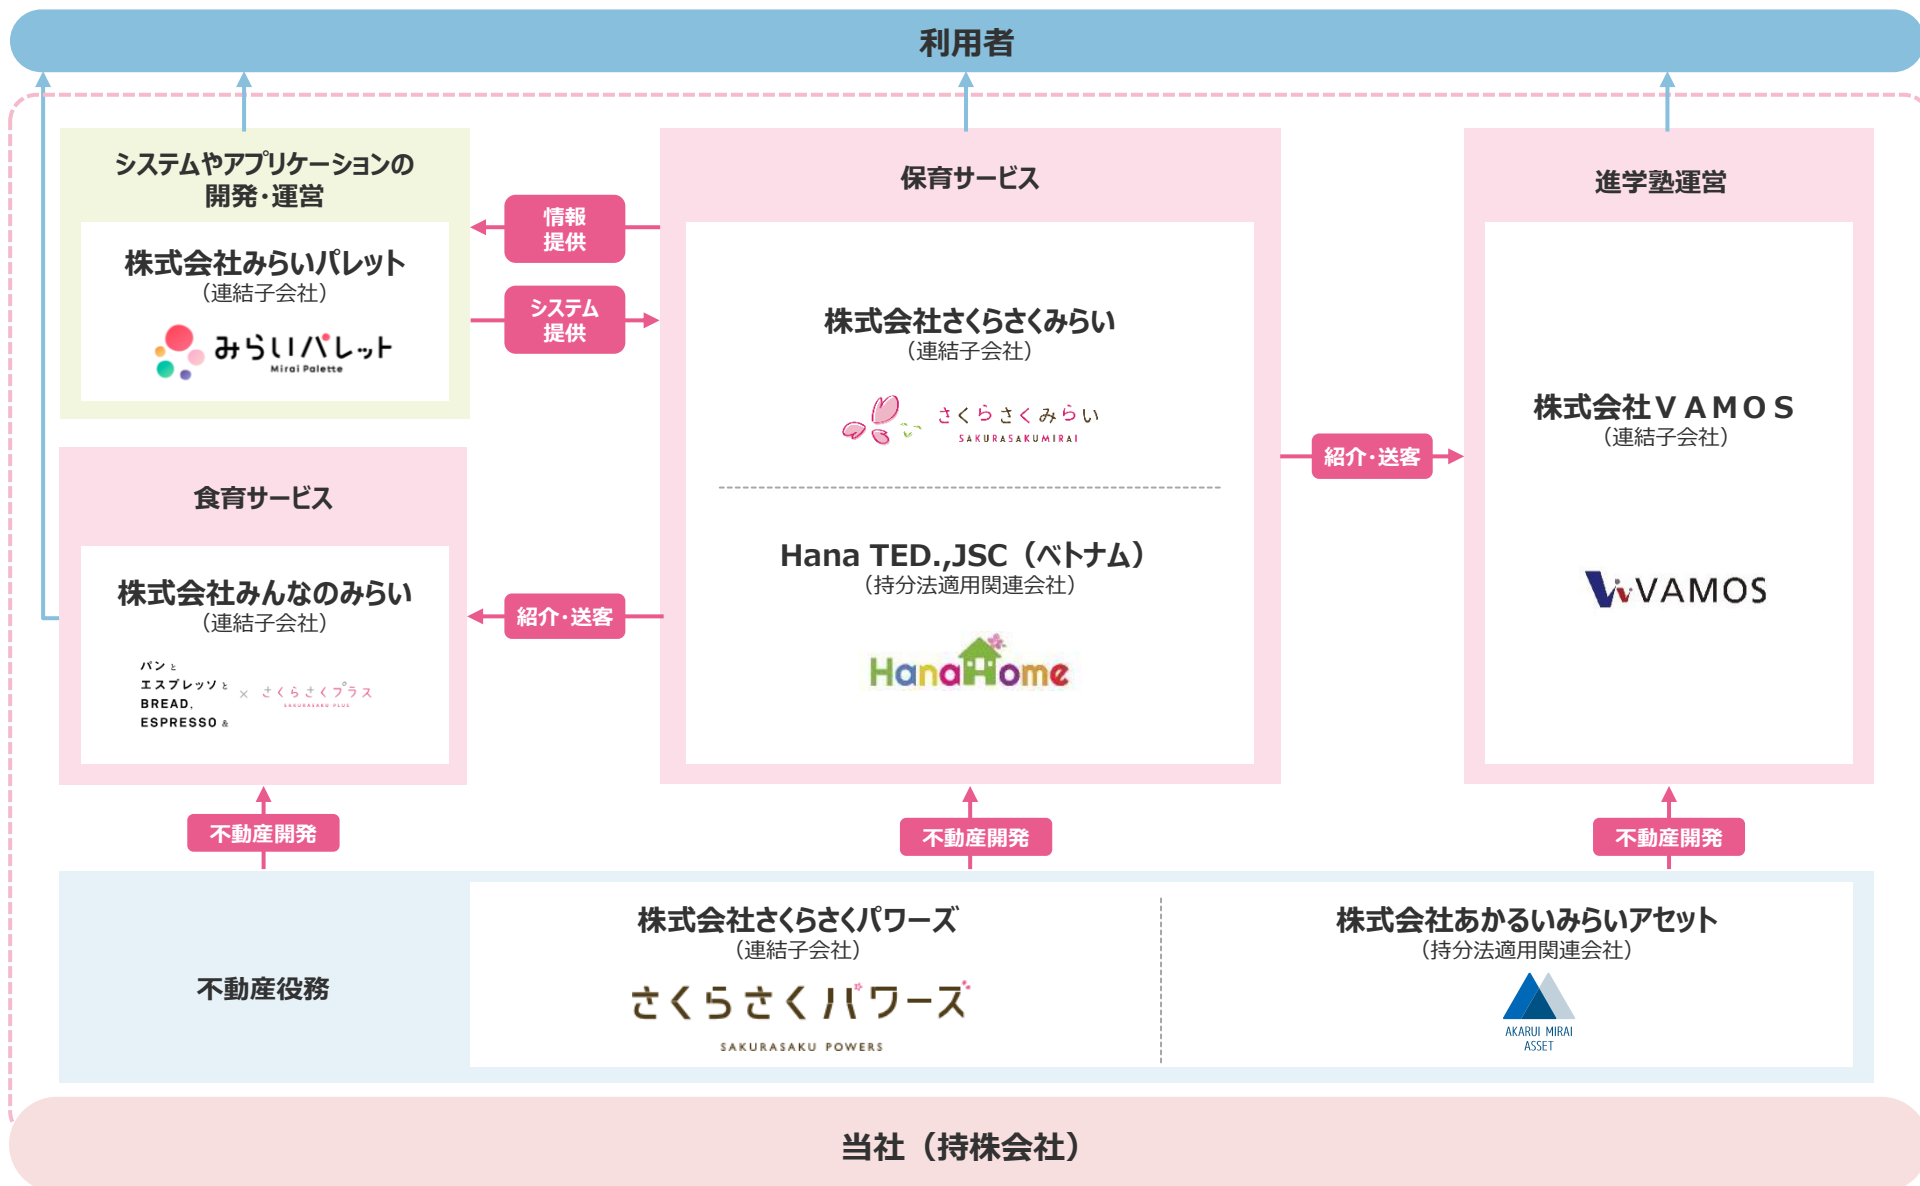 利用者
システムやアプリケーションの
開発・運営
株式会社みらいパレット
（連結子会社）
みらいパレット
Mirai Palette
情報
提供
システム
提供
保育サービス
株式会社さくらさくみらい
（連結子会社）
さくらさくみらい
SAKURASAKUMIRAI
Hana TED.,JSC（ベトナム）
（持分法適用関連会社）
HanaHome
紹介・送客
進学塾運営
株式会社ＶＡＭＯＳ
（連結子会社）
VAMOS
食育サービス
株式会社みんなのみらい
（連結子会社）
パンと
エスプレッソと
BREAD,
ESPRESSO &
×
さくらさくプラス
SAKURASAKU PLUS
紹介・送客
不動産開発
不動産開発
不動産開発
不動産役務
株式会社さくらさくパワーズ
（連結子会社）
さくらさくパワーズ
SAKURASAKU POWERS
株式会社あかるいみらいアセット
（持分法適用関連会社）
AKARUI MIRAI
ASSET
当社（持株会社）